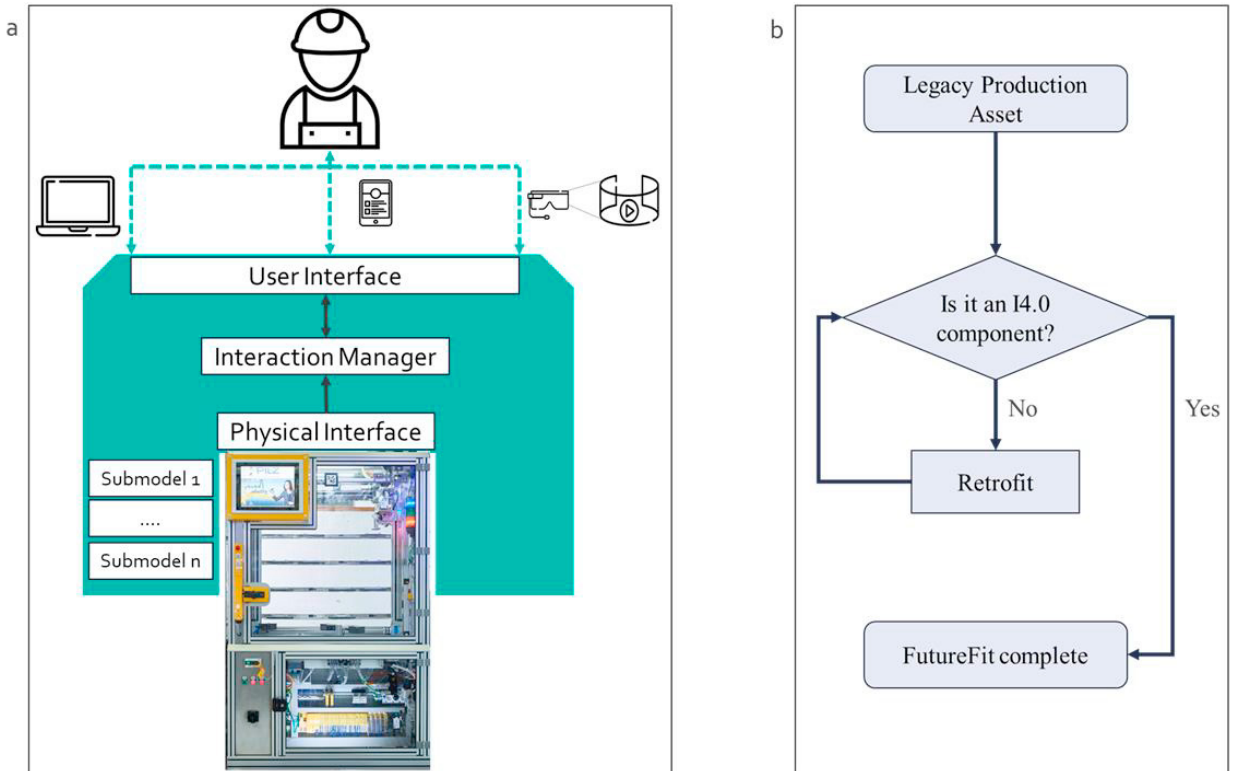 a
User Interface
Interaction Manager
Physical Interface
Submodel 1
....
Submodel n
PILZ
b
Legacy Production
Asset
Is it an I4.0
component?
No
Yes
Retrofit
FutureFit complete